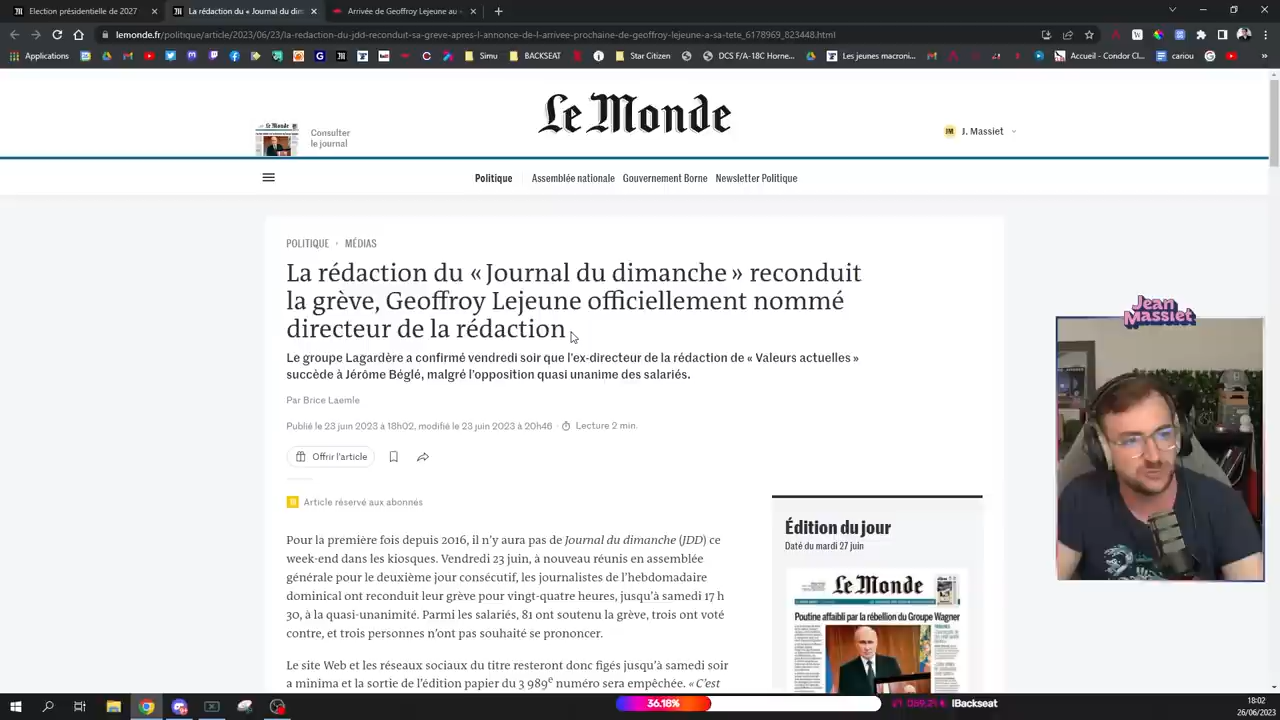 Election présidentielle de 2027
La rédaction du « Journal du dim
Arrivée de Geoffroy Lejeune au
lemonde.fr/politique/article/2023/06/23/la-redaction-du-jdd-reconduit-sa-greve-apres-l-annonce-de-l-arrivee-prochaine-de-geoffroy-lejeune-a-sa-tete_6178969_823448.html
Applications
BACSEAT
Star Citizen
DCS F/A-18C Horne...
Les jeunes macroni...
Accueil - Condor Cl...
cariou
Le Monde
Consulter
le journal
JM J. Massiet
Politique
Assemblée nationale
Gouvernement Borne
Newsletter Politique
POLITIQUE › MÉDIAS
La rédaction du « Journal du dimanche » reconduit
la grève, Geoffroy Lejeune officiellement nommé
directeur de la rédaction
Le groupe Lagardère a confirmé vendredi soir que l'ex-directeur de la rédaction de « Valeurs actuelles »
succède à Jérôme Béglé, malgré l'opposition quasi unanime des salariés.
Par Brice Laemle
Publié le 23 juin 2023 à 18h02, modifié le 23 juin 2023 à 20h46 · Lecture 2 min.
Offrir l'article
Article réservé aux abonnés
Pour la première fois depuis 2016, il n'y aura pas de Journal du dimanche (JDD) ce
week-end dans les kiosques. Vendredi 23 juin, à nouveau réunis en assemblée
générale pour le deuxième jour consécutif, les journalistes de l'hebdomadaire
dominical ont reconduit leur grève pour vingt-quatre heures, jusqu'à samedi 17 h
30, à la quasi-unanimité. Parmi les salariés, 81 ont soutenu la grève, trois ont voté
contre, et trois personnes n'ont pas souhaité se prononcer.
Le site Web et les réseaux sociaux du titre resteront donc figés jusqu'à samedi soir
a minima, et la tenue de l'édition papier du 8 numéro sera empêchée. « C'est
Édition du jour
Daté du mardi 27 juin
Le Monde
Poutine affaibli par la rébellion du Groupe Wagner
Jean
Massiet
36.18%
!Backseat
18:02
26/06/2023